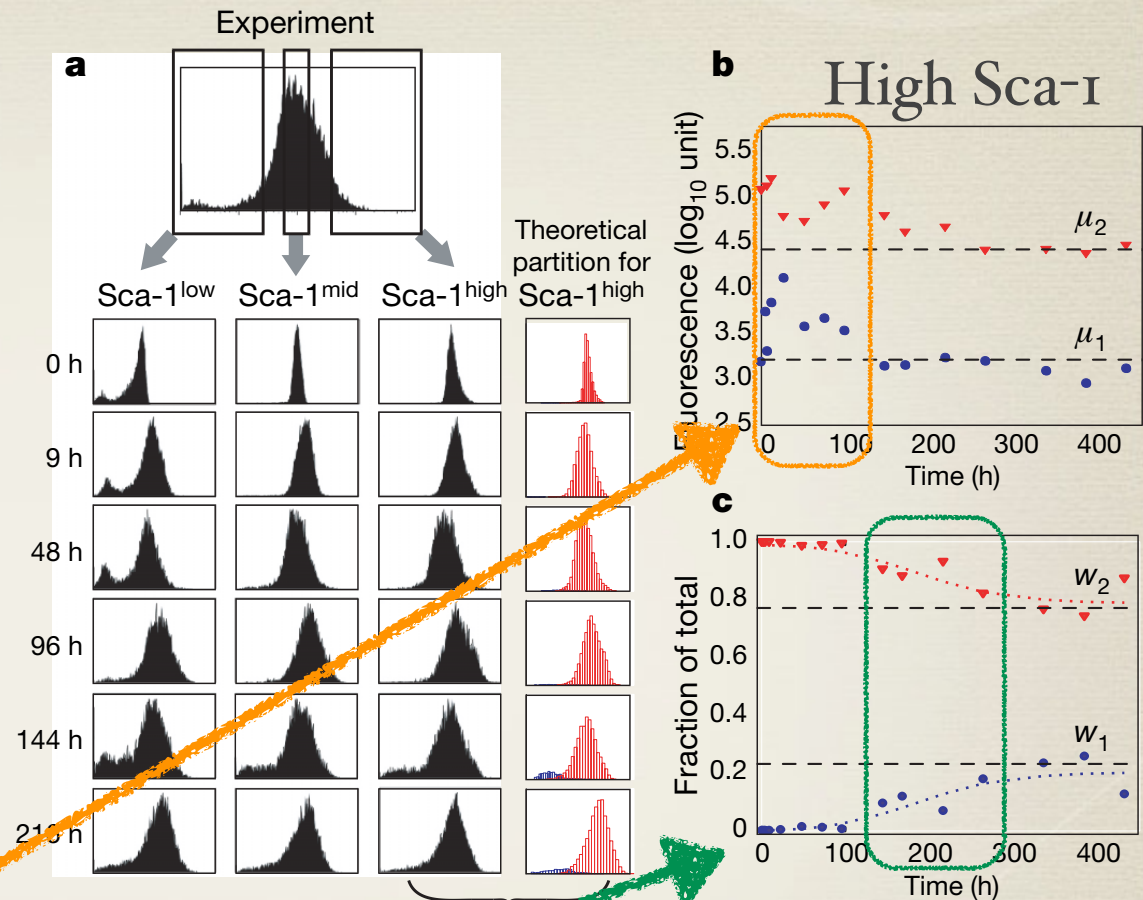 Experiment
a
Sca-1low
Sca-1mid
Sca-1high
Theoretical
partition for
Sca-1high
0 h
9 h
48 h
96 h
144 h
b
High Sca-1
Fluorescence (log10 unit)
5.5
5.0
4.5
4.0
3.5
3.0
2.5
μ2
μ1
0
100
200
300
400
Time (h)
c
Fraction of total
1.0
0.8
0.6
0.4
0.2
0
w2
w1
0
100
200
300
400
Time (h)